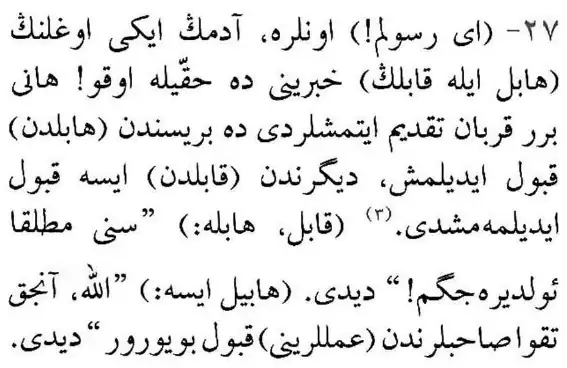 ٢٧- (ای رسولم!) اونلره، آدمڭ ایکی اوغلنڭ
(هابل ایله قابلڭ) خبرینی ده حقّیله اوقو! هانی
برر قربان تقدیم ایتمشلردی ده بریسندن (هابلدن)
قبول ایدیلمش، دیگرندن (قابلدن) ایسه قبول
ایدیلمه‌مشدی.(٣) (قابل، هابله:) ”سنی مطلقا
ئولدیره‌جگم!“ دیدی. (هابیل ایسه:) ”الله، آنجق
تقوا صاحبلرندن (عمللرینی) قبول بویورور“ دیدی.